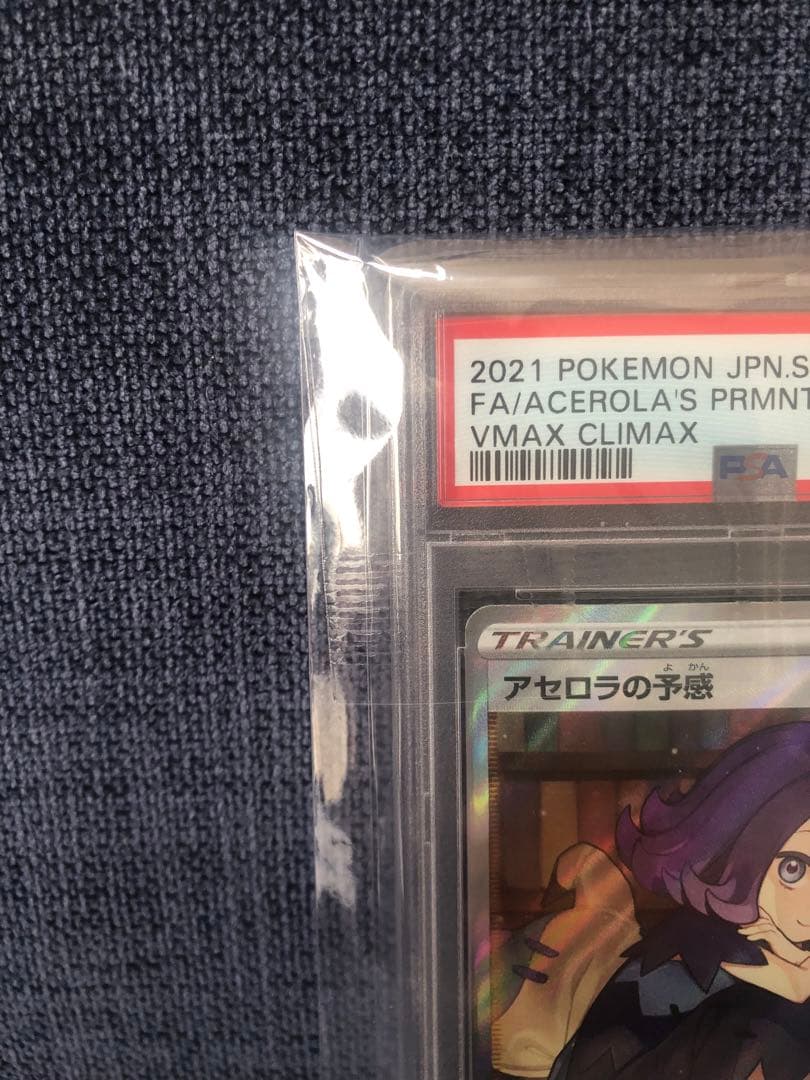 2021 POKEMON JPN.S
FA/ACEROLA'S PRMNT
VMAX CLIMAX
PSA
TRAINER'S
よ かん
アセロラの予感